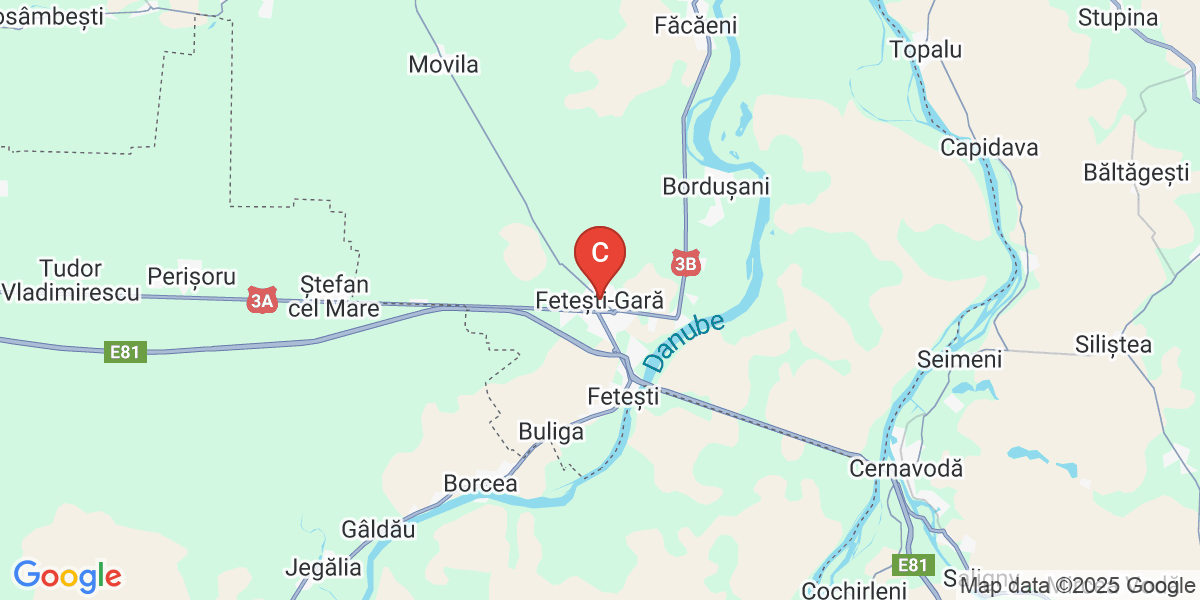 osâmbești
Făcăeni
Stupina
Topalu
Movila
Capidava
Băltăgești
Bordușani
C
Tudor
Vladimirescu
Perișoru
Ștefan
cel Mare
3A
3B
Fetești-Gară
Danube
E81
Siliștea
Seimeni
Fetești
Buliga
Cernavodă
Borcea
Gâldău
Jegălia
E81
Cochirleni
Saligny
Google
Map data ©2025 Google